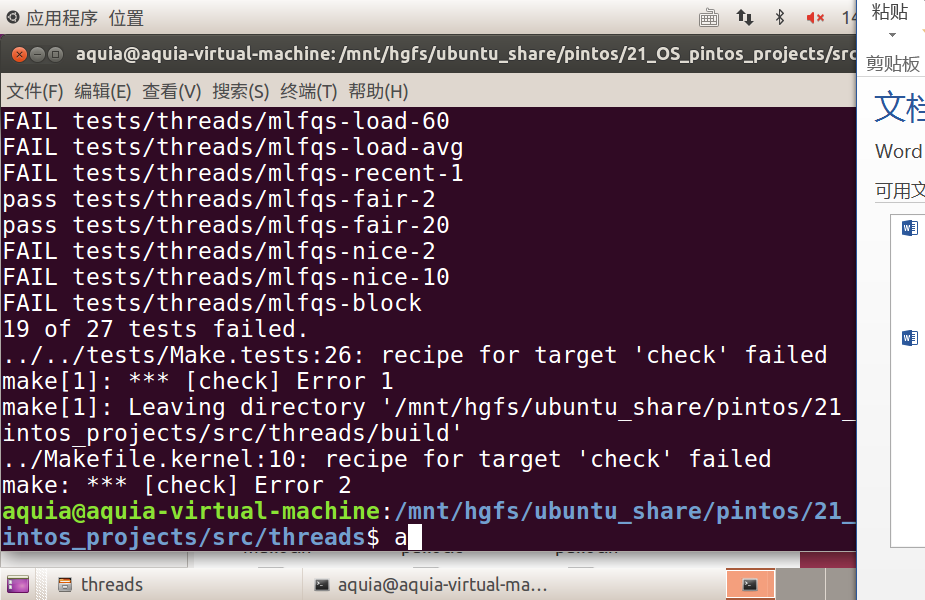 应用程序 位置
14
aquia@aquia-virtual-machine: /mnt/hgfs/ubuntu_share/pintos/21_OS_pintos_projects/src
文件(F) 编辑(E) 查看(V) 搜索(S) 终端(T) 帮助(H)
FAIL tests/threads/mlfqs-load-60
FAIL tests/threads/mlfqs-load-avg
FAIL tests/threads/mlfqs-recent-1
pass tests/threads/mlfqs-fair-2
pass tests/threads/mlfqs-fair-20
FAIL tests/threads/mlfqs-nice-2
FAIL tests/threads/mlfqs-nice-10
FAIL tests/threads/mlfqs-block
19 of 27 tests failed.
../../tests/Make.tests:26: recipe for target 'check' failed
make[1]: *** [check] Error 1
make[1]: Leaving directory '/mnt/hgfs/ubuntu_share/pintos/21_
intos_projects/src/threads/build'
../Makefile.kernel:10: recipe for target 'check' failed
make: *** [check] Error 2
aquia@aquia-virtual-machine:/mnt/hgfs/ubuntu_share/pintos/21_
intos_projects/src/threads$ a
threads
aquia@aquia-virtual-ma...
粘贴
剪贴板
文档
Word
可用文